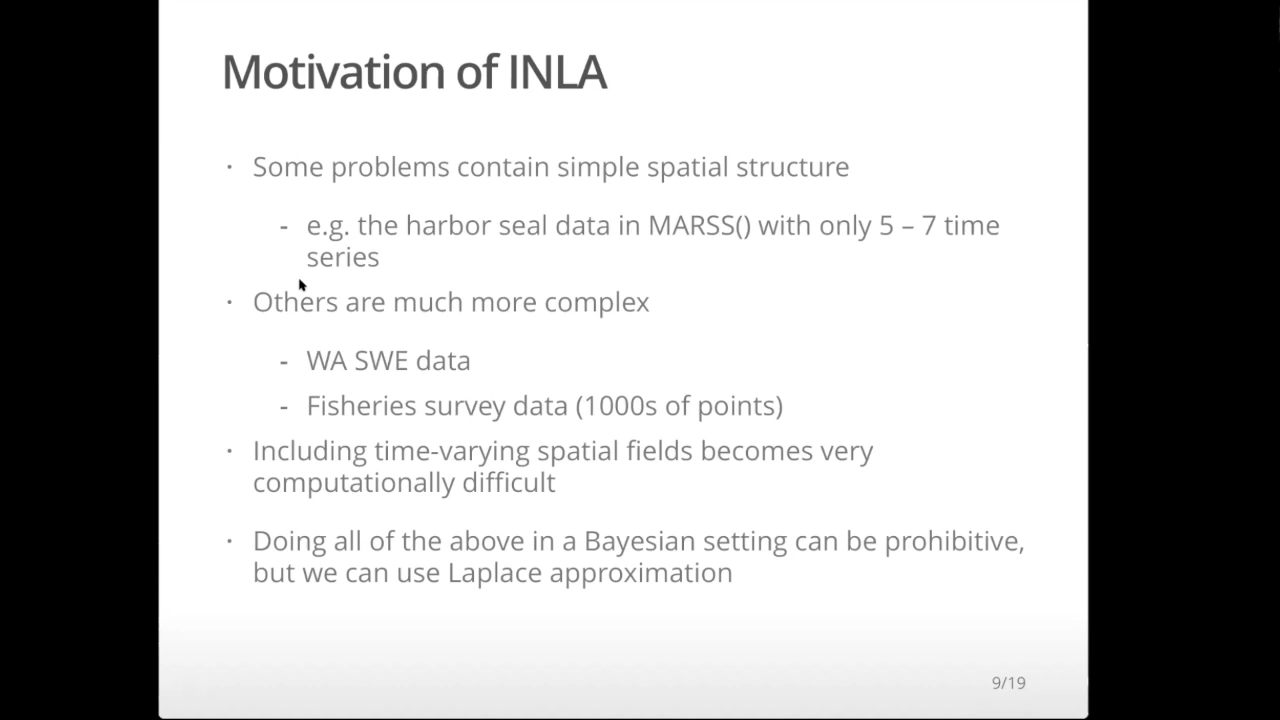 Motivation of INLA
· Some problems contain simple spatial structure
- e.g. the harbor seal data in MARSS() with only 5 – 7 time
series
· Others are much more complex
- WA SWE data
- Fisheries survey data (1000s of points)
· Including time-varying spatial fields becomes very
computationally difficult
· Doing all of the above in a Bayesian setting can be prohibitive,
but we can use Laplace approximation
9/19